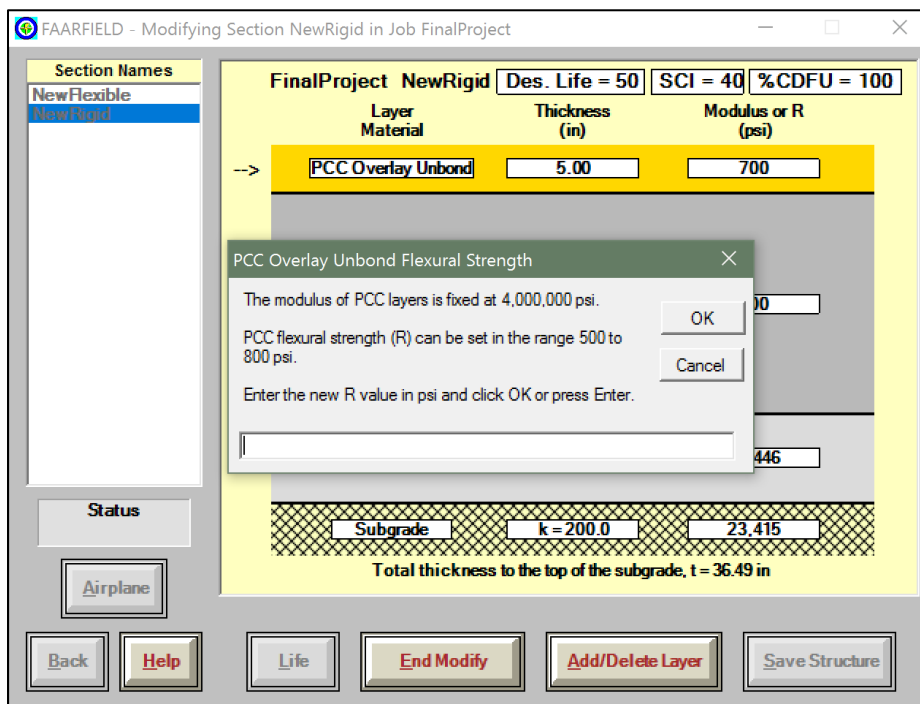 FAARFIELD - Modifying Section NewRigid in Job FinalProject
Section Names
NewFlexible
NewRigid
FinalProject NewRigid Des. Life = 50 SCI = 40 %CDFU = 100
Layer Material Thickness (in) Modulus or R (psi)
--> PCC Overlay Unbond 5.00 700
PCC Overlay Unbond Flexural Strength
The modulus of PCC layers is fixed at 4,000,000 psi.
PCC flexural strength (R) can be set in the range 500 to
800 psi.
Enter the new R value in psi and click OK or press Enter.
OK
Cancel
00
446
Subgrade k = 200.0 23,415
Total thickness to the top of the subgrade, t = 36.49 in
Status
Airplane
Back Help Life End Modify Add/Delete Layer Save Structure